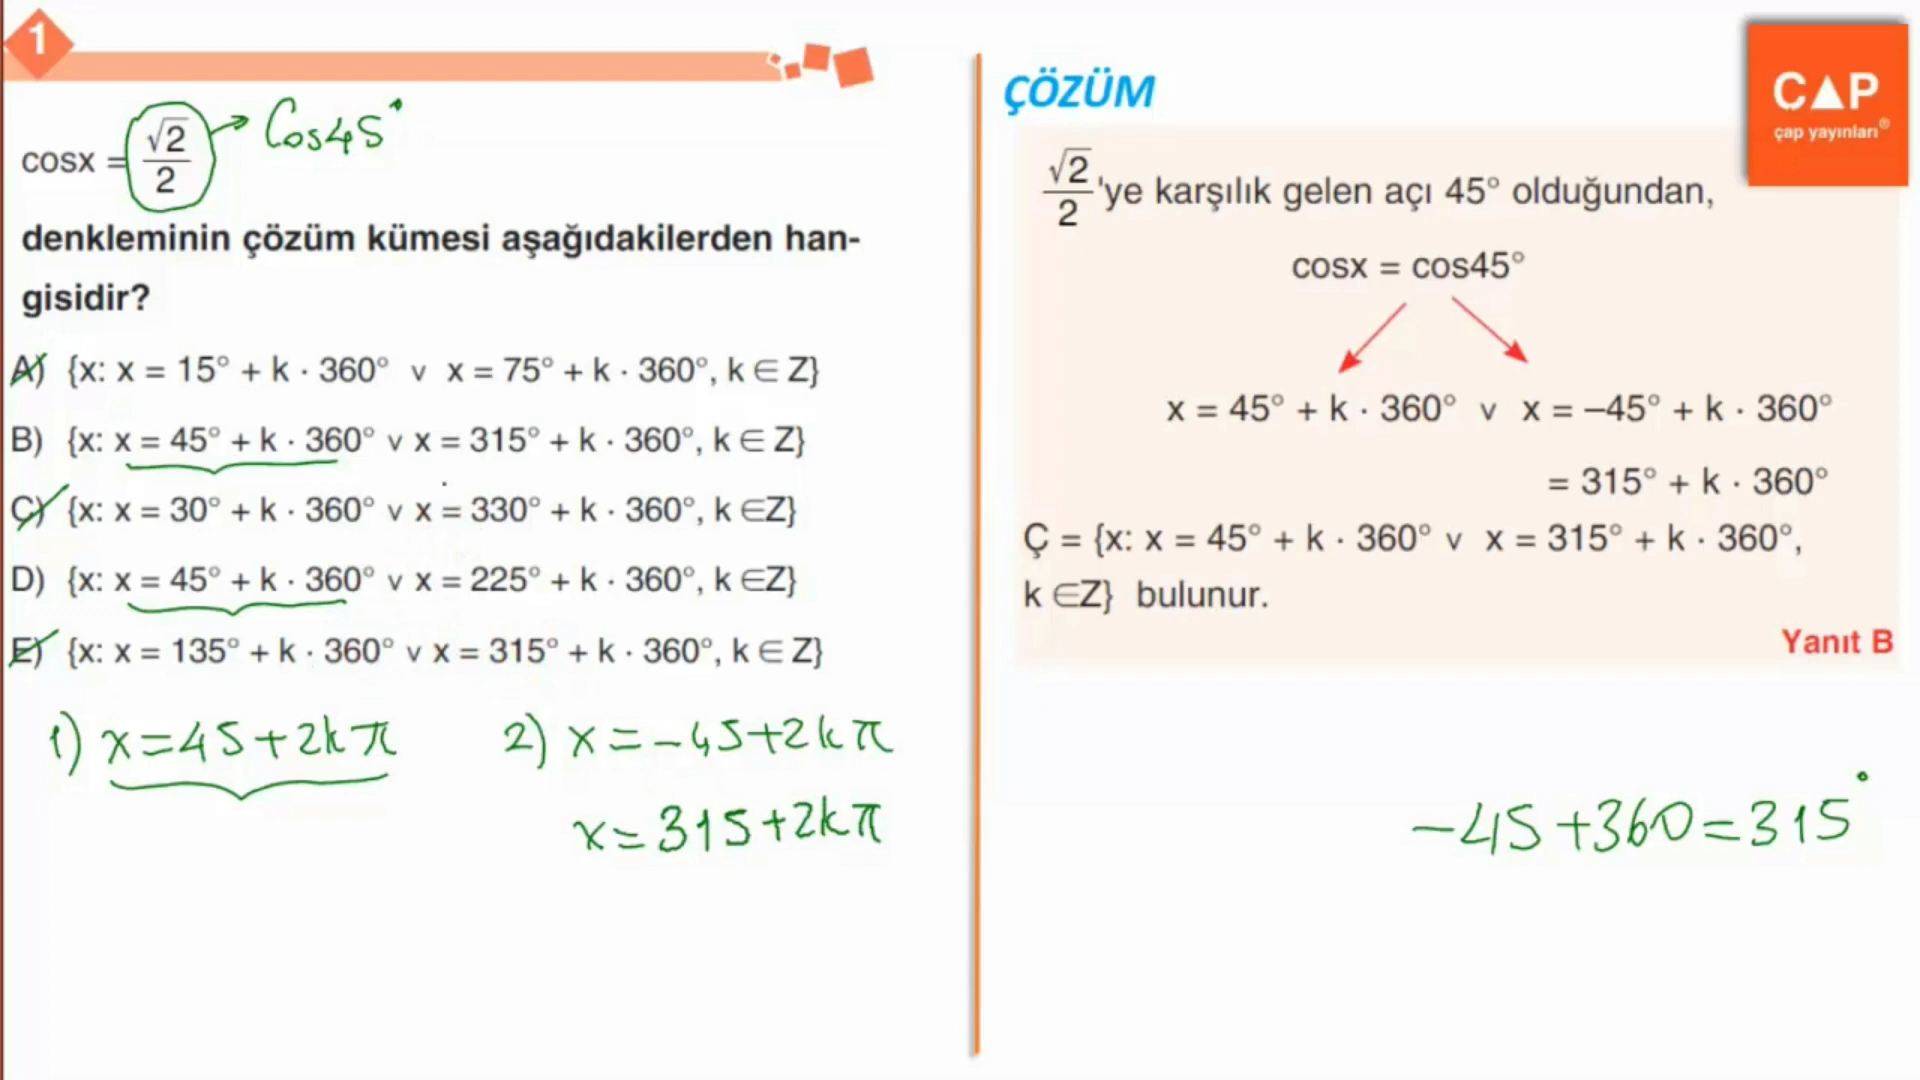 1
cosx = √2/2 → Cos45°
denkleminin çözüm kümesi aşağıdakilerden han-
gisidir?
A) {x: x = 15° + k · 360° v x = 75° + k · 360°, k ∈ Z}
B) {x: x = 45° + k · 360° v x = 315° + k · 360°, k ∈ Z}
C) {x: x = 30° + k · 360° v x = 330° + k · 360°, k ∈Z}
D) {x: x = 45° + k · 360° v x = 225° + k · 360°, k ∈Z}
E) {x: x = 135° + k · 360° v x = 315° + k · 360°, k ∈ Z}
1) x=45+2kπ
2) x=-45+2kπ
x=315+2kπ
ÇÖZÜM
√2/2 'ye karşılık gelen açı 45° olduğundan,
cosx = cos45°
x = 45° + k · 360° v x = –45° + k · 360°
= 315° + k · 360°
Ç = {x: x = 45° + k · 360° v x = 315° + k · 360°,
k ∈Z} bulunur.
Yanıt B
-45+360=315°
CAP
çap yayınları®